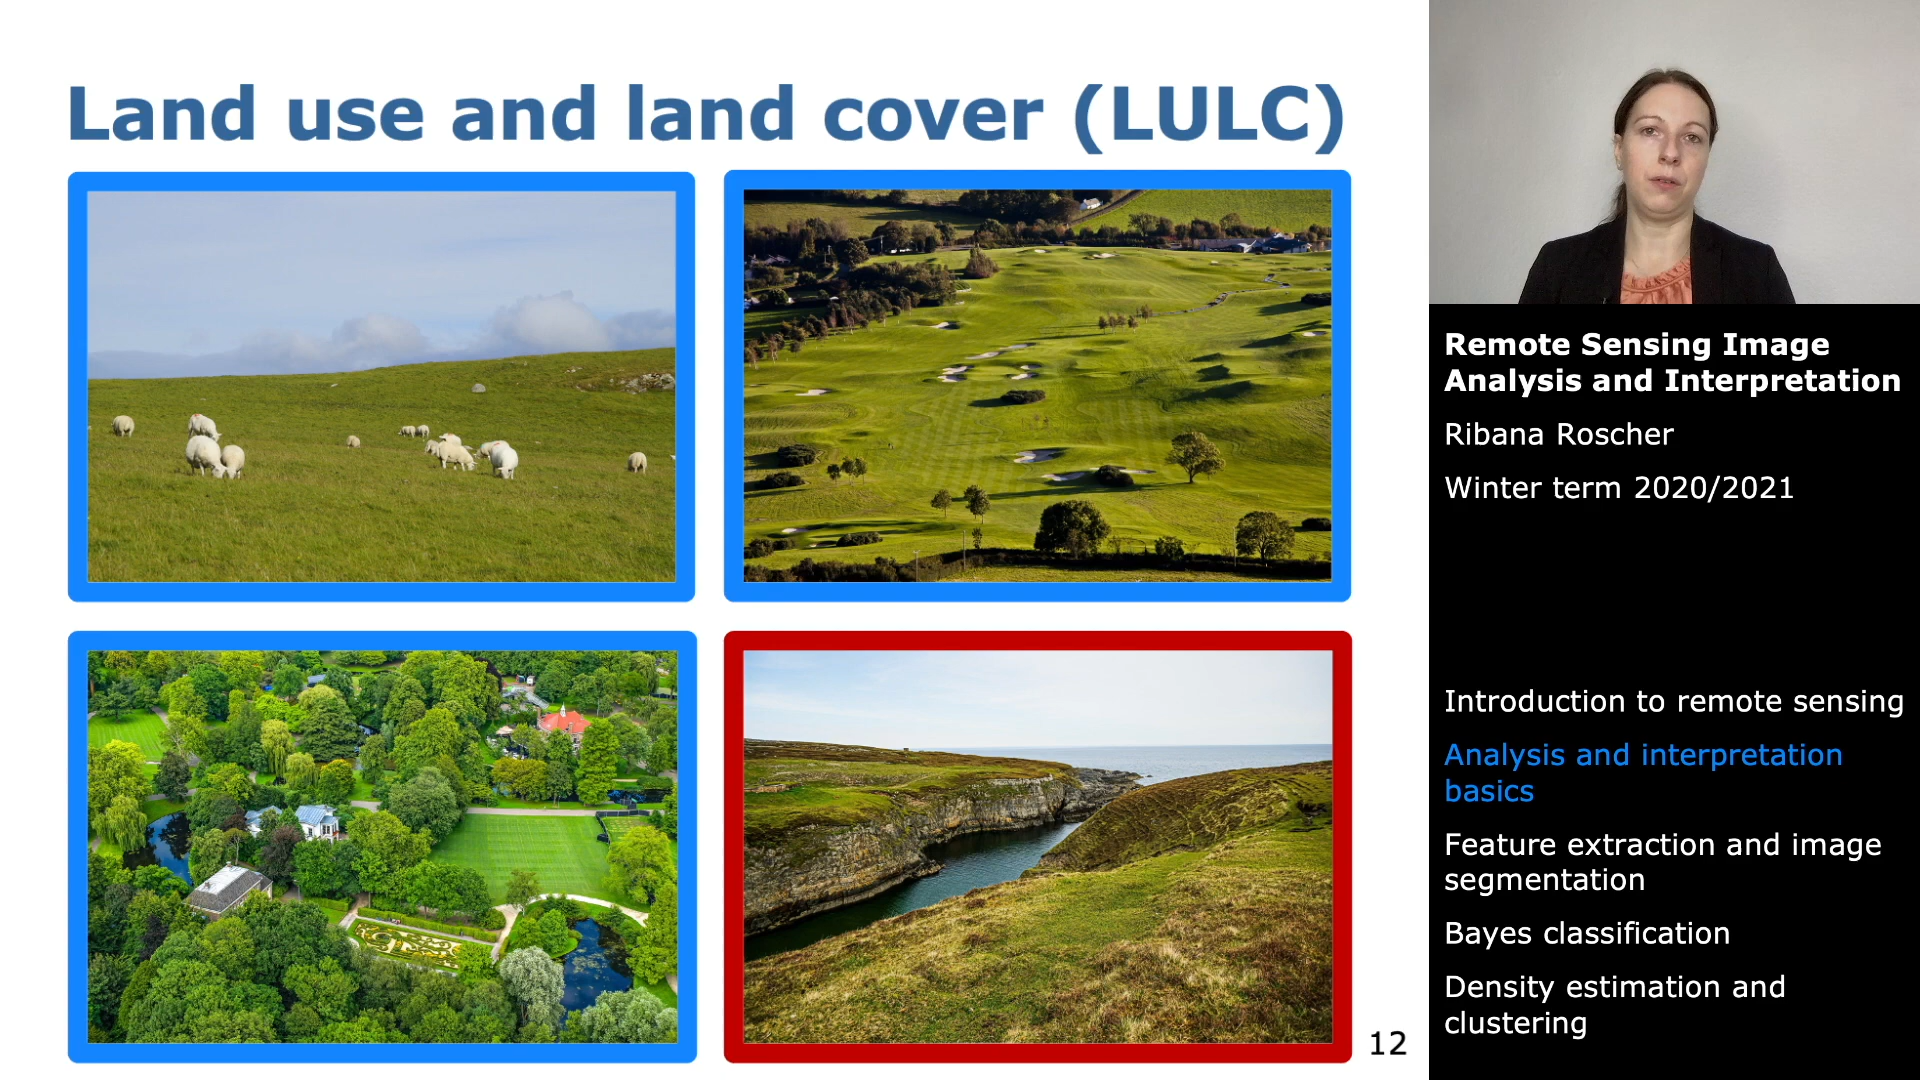 Land use and land cover (LULC)
12
Remote Sensing Image
Analysis and Interpretation
Ribana Roscher
Winter term 2020/2021
Introduction to remote sensing
Analysis and interpretation
basics
Feature extraction and image
segmentation
Bayes classification
Density estimation and
clustering